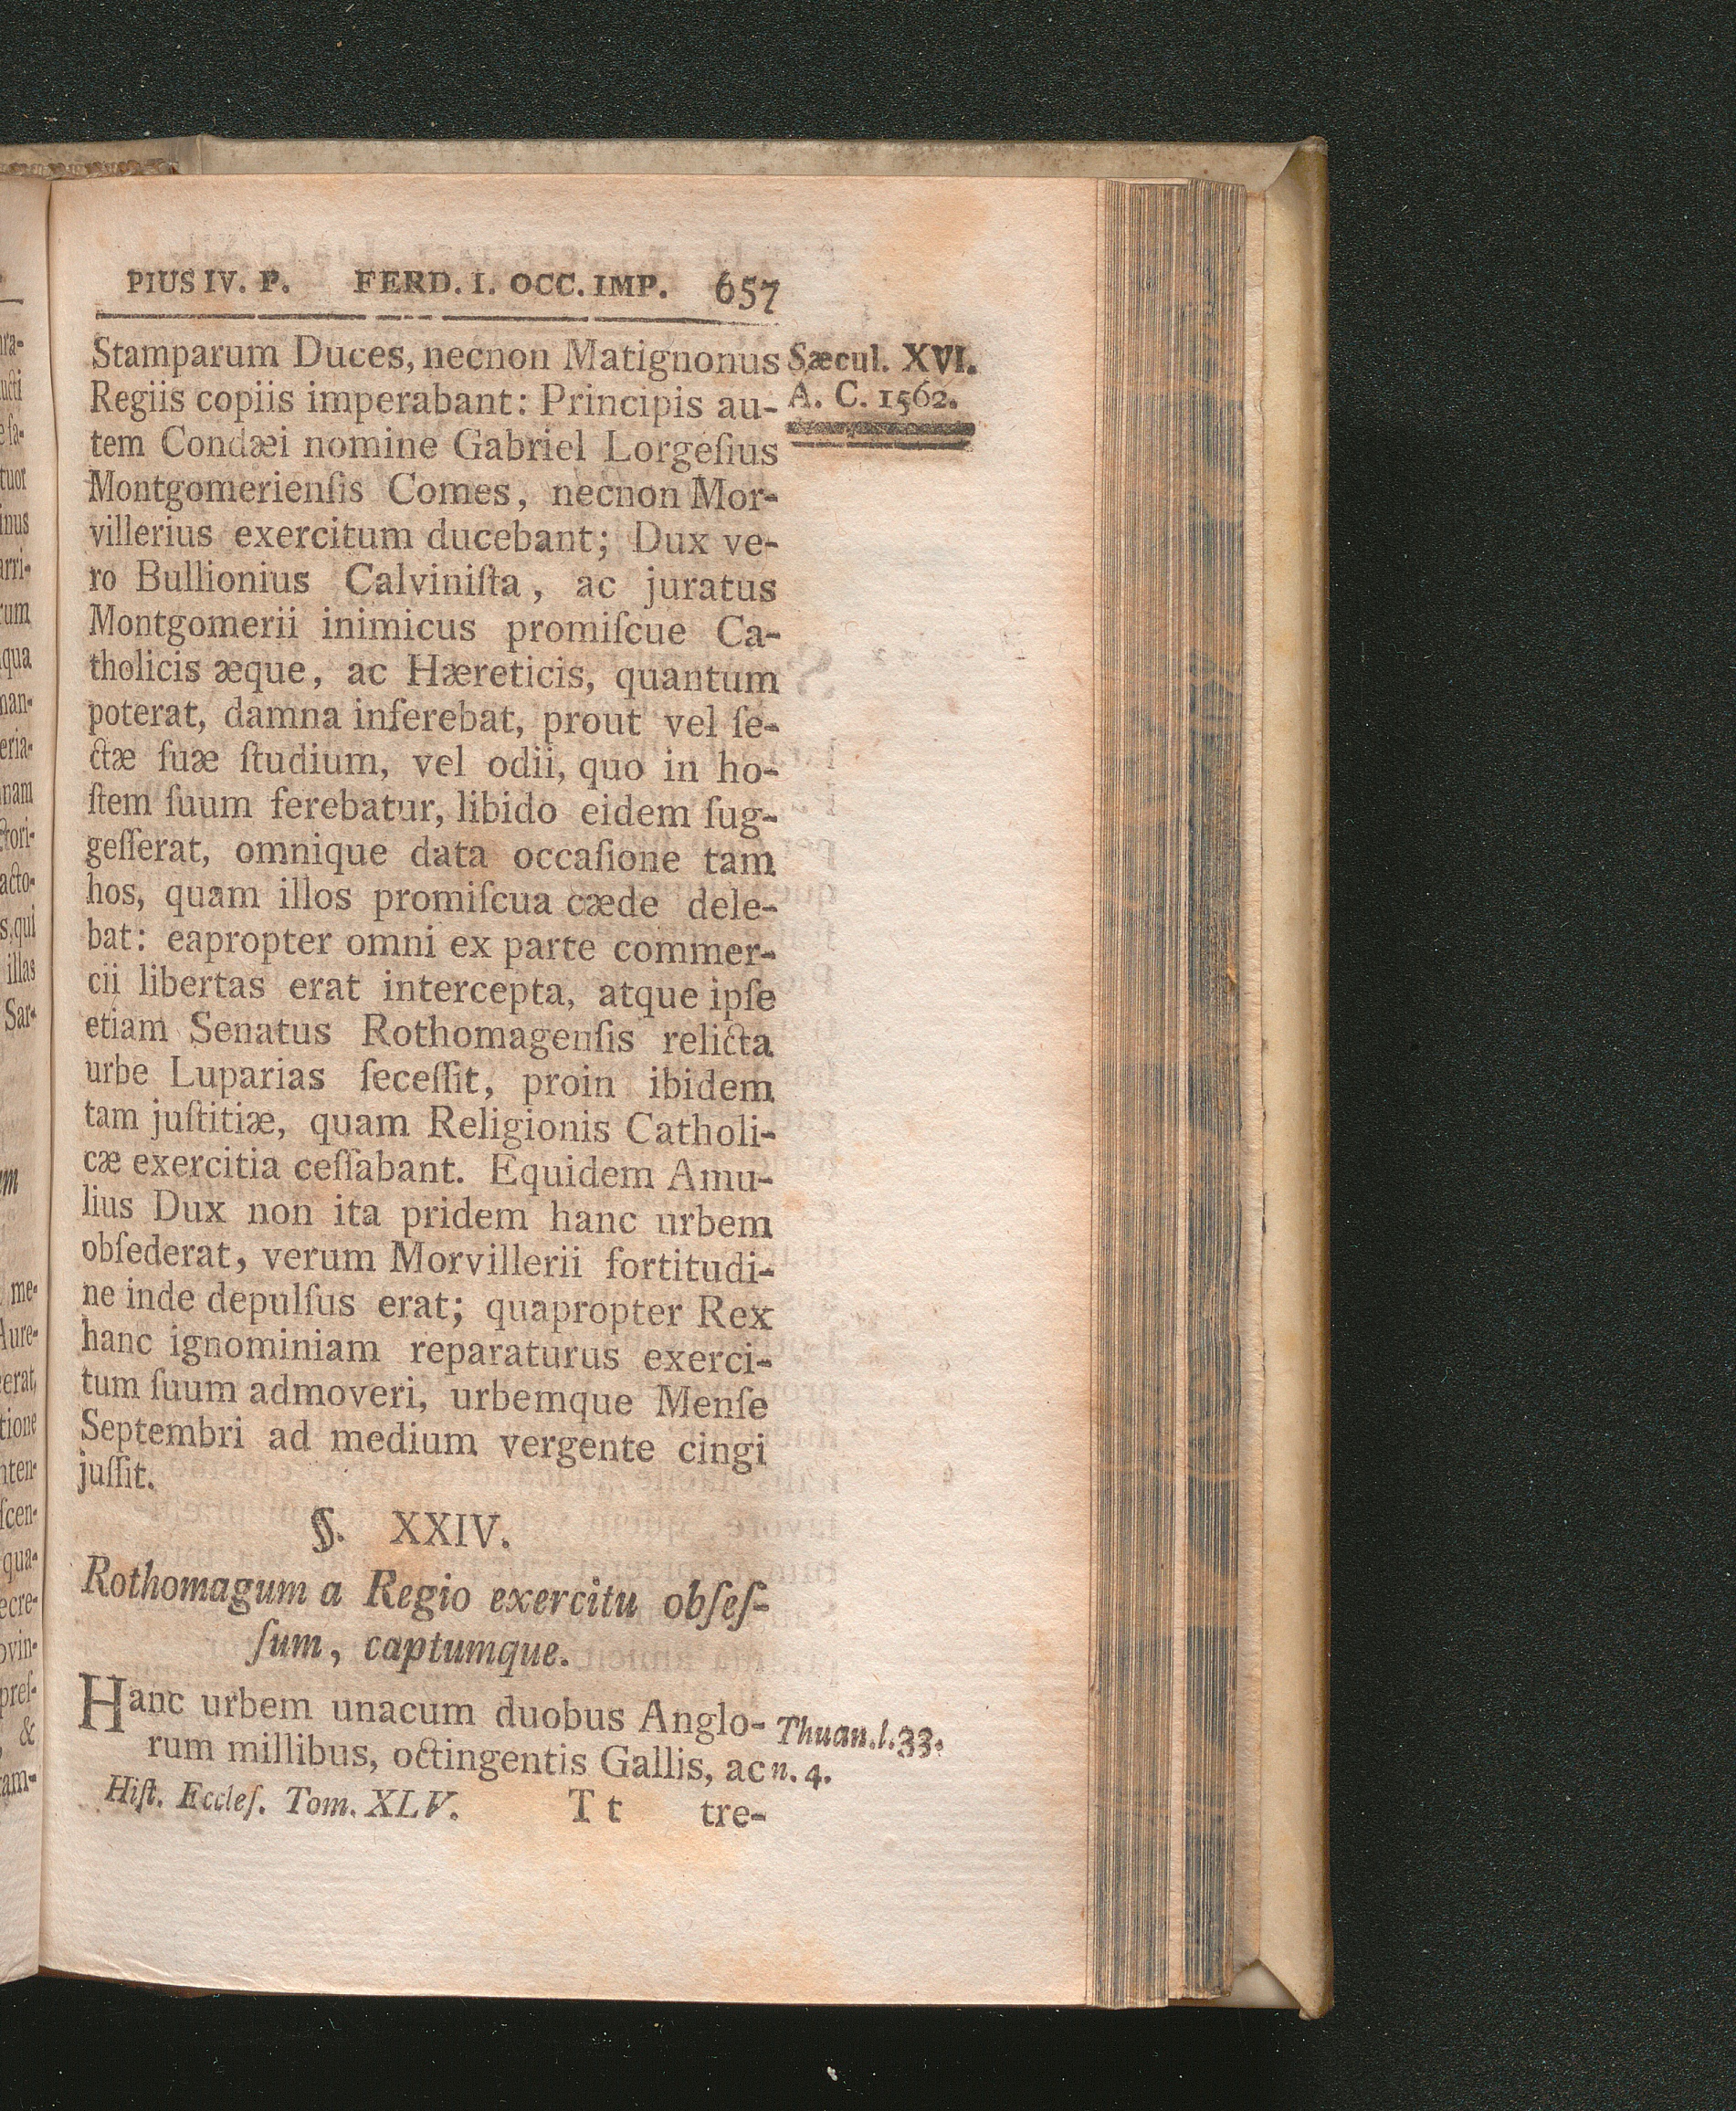 PIUS IV. P. FERD. I. OCC. IMP. 657
Stamparum Duces, necnon Matignonus
Sæcul. XVI.
Regiis copiis imperabant: Principis au-
A. C. 1562.
tem Condæi nomine Gabriel Lorgeſius
Montgomerienſis Comes, necnon Mor-
villerius exercitum ducebant; Dux ve-
ro Bullionius Calviniſta, ac juratus
Montgomerii inimicus promiſcue Ca-
tholicis æque, ac Hæreticis, quantum
poterat, damna inferebat, prout vel ſe-
ctæ ſuæ ſtudium, vel odii, quo in ho-
ſtem ſuum ferebatur, libido eidem ſug-
geſſerat, omnique data occaſione tam
hos, quam illos promiſcua cæde dele-
bat: eapropter omni ex parte commer-
cii libertas erat intercepta, atque ipſe
etiam Senatus Rothomagenſis relicta
urbe Luparias ſeceſſit, proin ibidem
tam juſtitiæ, quam Religionis Catholi-
cæ exercitia ceſſabant. Equidem Amu-
lius Dux non ita pridem hanc urbem
obſederat, verum Morvillerii fortitudi-
ne inde depulſus erat; quapropter Rex
hanc ignominiam reparaturus exerci-
tum ſuum admoveri, urbemque Menſe
Septembri ad medium vergente cingi
juſſit.
§. XXIV.
Rothomagum a Regio exercitu obſeſ-
ſum, captumque.
Hanc urbem unacum duobus Anglo-
Thuan. l. 33.
rum millibus, octingentis Gallis, ac
n. 4.
Hiſt. Eccleſ. Tom. XLV. T t tre-